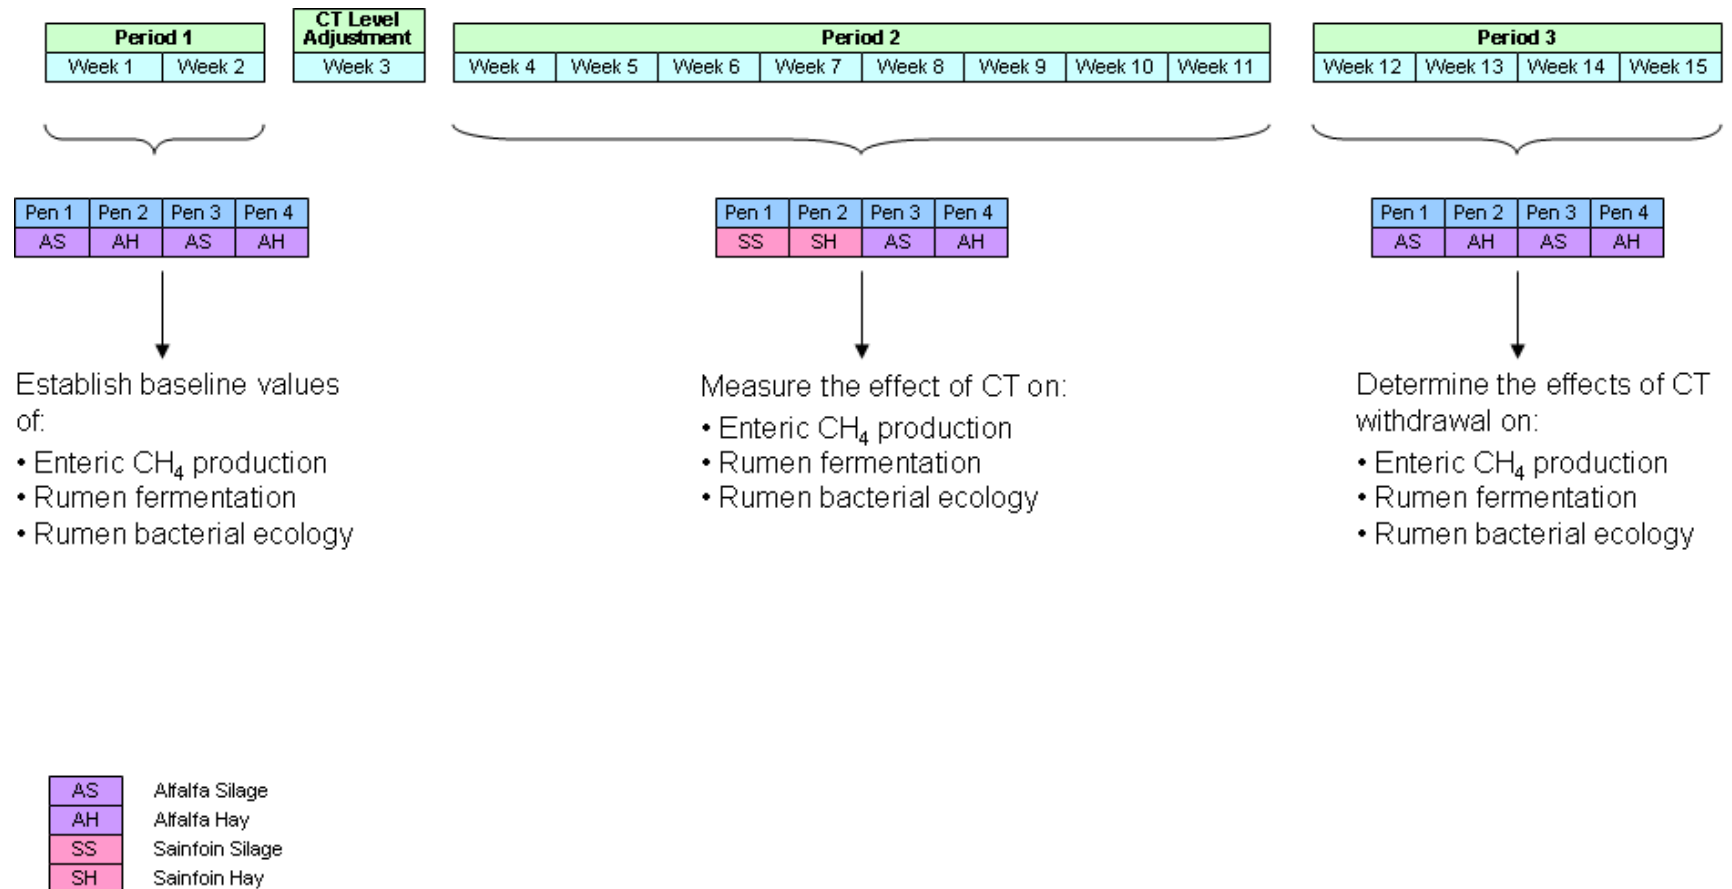 Period 1
Week 1 Week 2
CT Level
Adjustment
Week 3
Period 2
Week 4 Week 5 Week 6 Week 7 Week 8 Week 9 Week 10 Week 11
Period 3
Week 12 Week 13 Week 14 Week 15
Pen 1 Pen 2 Pen 3 Pen 4
AS AH AS AH
Pen 1 Pen 2 Pen 3 Pen 4
SS SH AS AH
Pen 1 Pen 2 Pen 3 Pen 4
AS AH AS AH
Establish baseline values
of:
• Enteric CH₄ production
• Rumen fermentation
• Rumen bacterial ecology
Measure the effect of CT on:
• Enteric CH₄ production
• Rumen fermentation
• Rumen bacterial ecology
Determine the effects of CT
withdrawal on:
• Enteric CH₄ production
• Rumen fermentation
• Rumen bacterial ecology
AS Alfalfa Silage
AH Alfalfa Hay
SS Sainfoin Silage
SH Sainfoin Hay